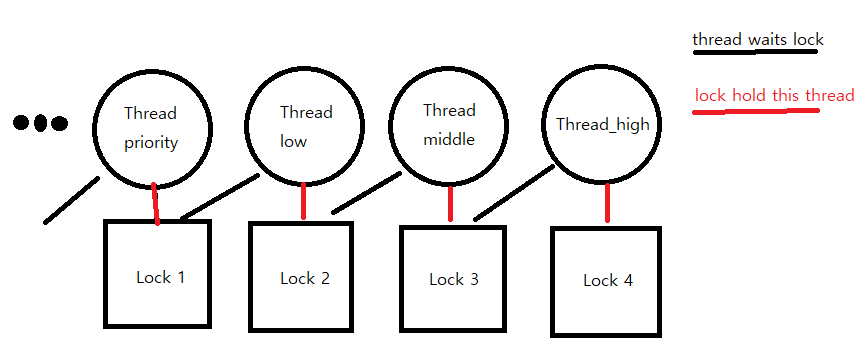 thread waits lock
lock hold this thread
Thread
priority
Thread
low
Thread
middle
Thread_high
Lock 1
Lock 2
Lock 3
Lock 4